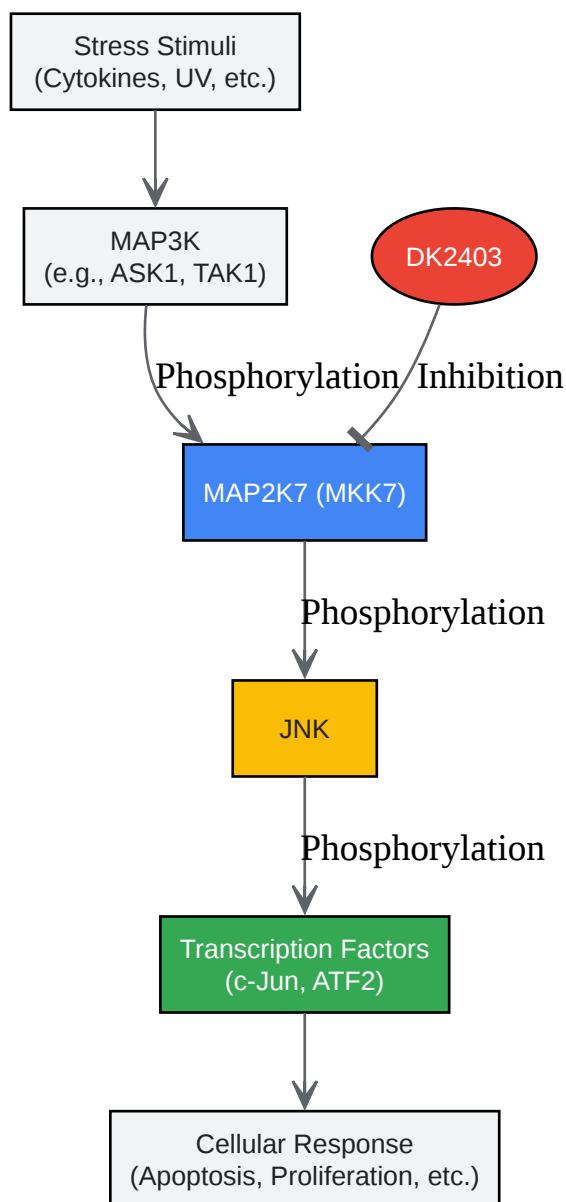 Stress Stimuli
(Cytokines, UV, etc.)
MAP3K
(e.g., ASK1, TAK1)
DK2403
Phosphorylation
Inhibition
MAP2K7 (MKK7)
Phosphorylation
JNK
Phosphorylation
Transcription Factors
(c-Jun, ATF2)
Cellular Response
(Apoptosis, Proliferation, etc.)